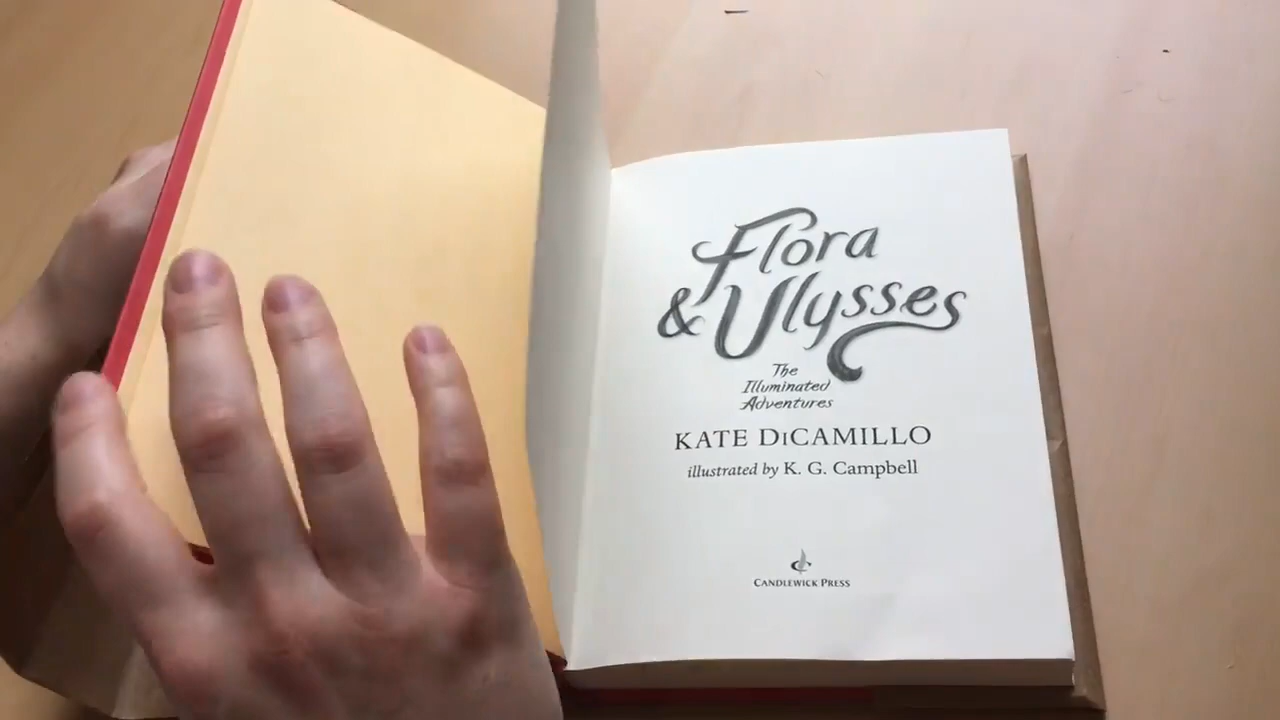 Flora
& Ulysses
The
Illuminated
Adventures
KATE DiCAMILLO
illustrated by K. G. Campbell
CANDLEWICK PRESS